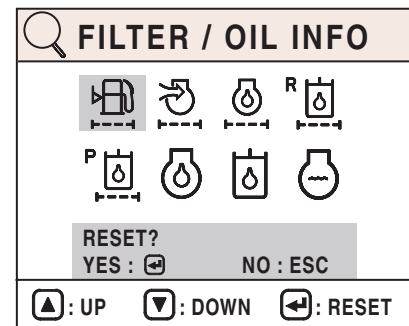 FILTER / OIL INFO
R
P
RESET?
YES : NO : ESC
: UP : DOWN : RESET